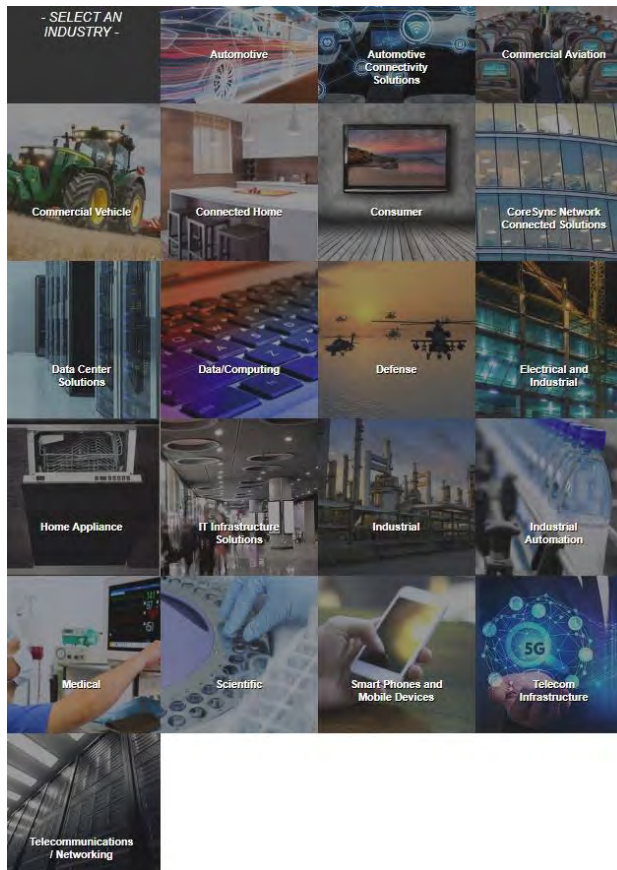 - SELECT AN
INDUSTRY -
Automotive
Automotive
Connectivity
Solutions
Commercial Aviation
Commercial Vehicle
Connected Home
Consumer
CoreSync Network
Connected Solutions
Data Center
Solutions
Data/Computing
Defense
Electrical and
Industrial
Home Appliance
IT Infrastructure
Solutions
Industrial
Industrial
Automation
Medical
Scientific
Smart Phones and
Mobile Devices
5G
Telecom
Infrastructure
Telecommunications
/ Networking